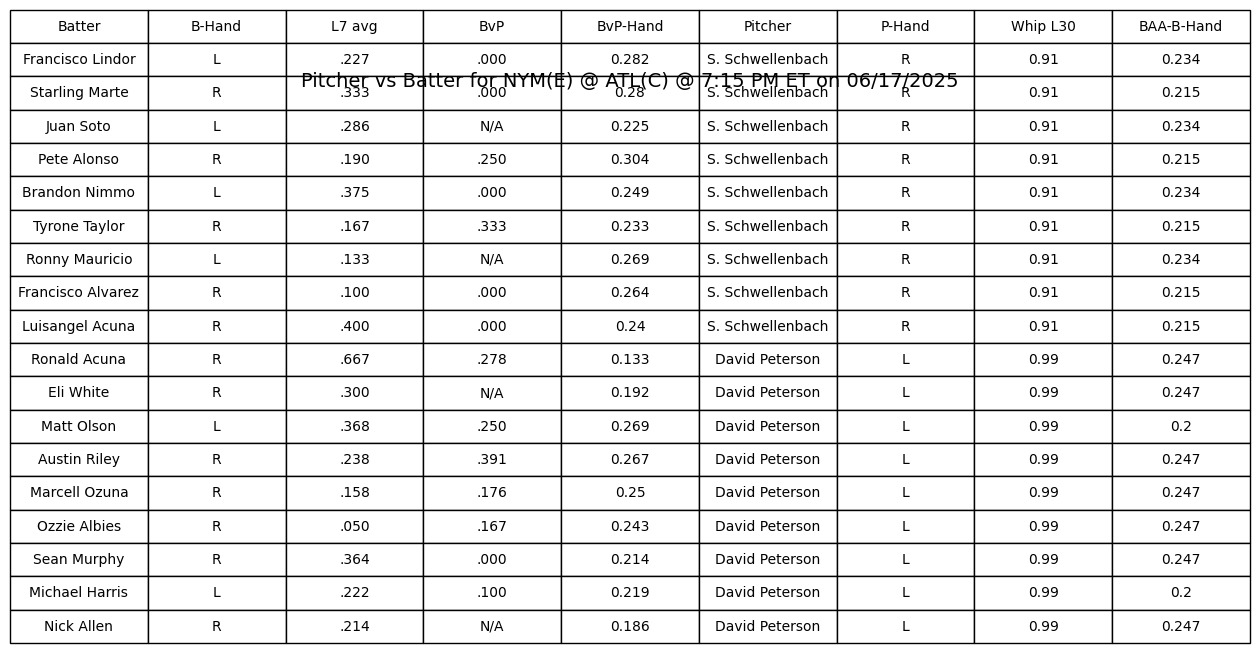 Batter B-Hand L7 avg BvP BvP-Hand Pitcher P-Hand Whip L30 BAA-B-Hand
Francisco Lindor L .227 .000 0.282 S. Schwellenbach R 0.91 0.234
Pitcher vs Batter for NYM(E) @ ATL(C) @ 7:15 PM ET on 06/17/2025
Starling Marte R .333 .000 0.28 S. Schwellenbach R 0.91 0.215
Juan Soto L .286 N/A 0.225 S. Schwellenbach R 0.91 0.234
Pete Alonso R .190 .250 0.304 S. Schwellenbach R 0.91 0.215
Brandon Nimmo L .375 .000 0.249 S. Schwellenbach R 0.91 0.234
Tyrone Taylor R .167 .333 0.233 S. Schwellenbach R 0.91 0.215
Ronny Mauricio L .133 N/A 0.269 S. Schwellenbach R 0.91 0.234
Francisco Alvarez R .100 .000 0.264 S. Schwellenbach R 0.91 0.215
Luisangel Acuna R .400 .000 0.24 S. Schwellenbach R 0.91 0.215
Ronald Acuna R .667 .278 0.133 David Peterson L 0.99 0.247
Eli White R .300 N/A 0.192 David Peterson L 0.99 0.247
Matt Olson L .368 .250 0.269 David Peterson L 0.99 0.2
Austin Riley R .238 .391 0.267 David Peterson L 0.99 0.247
Marcell Ozuna R .158 .176 0.25 David Peterson L 0.99 0.247
Ozzie Albies R .050 .167 0.243 David Peterson L 0.99 0.247
Sean Murphy R .364 .000 0.214 David Peterson L 0.99 0.247
Michael Harris L .222 .100 0.219 David Peterson L 0.99 0.2
Nick Allen R .214 N/A 0.186 David Peterson L 0.99 0.247